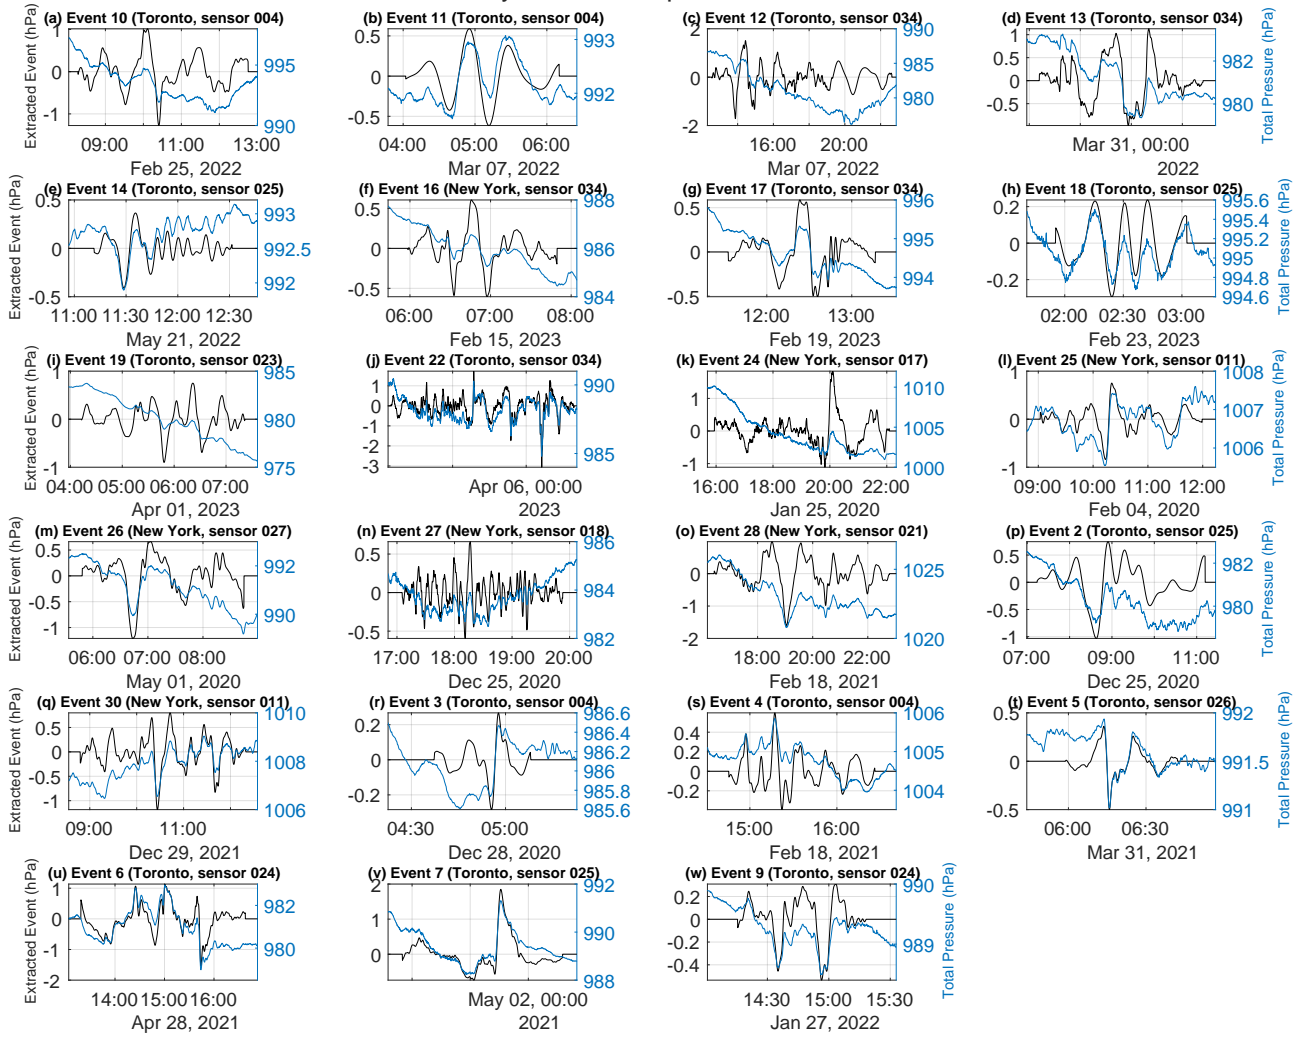 (a) Event 10 (Toronto, sensor 004)
Extracted Event (hPa)
1
0
-1
995
990
09:00 11:00 13:00
Feb 25, 2022
(b) Event 11 (Toronto, sensor 004)
0.5
0
-0.5
993
992
04:00 05:00 06:00
Mar 07, 2022
(c) Event 12 (Toronto, sensor 034)
2
0
-2
990
985
980
16:00 20:00
Mar 07, 2022
(d) Event 13 (Toronto, sensor 034)
1
0.5
0
-0.5
982
980
Total Pressure (hPa)
Mar 31, 00:00
2022
(e) Event 14 (Toronto, sensor 025)
Extracted Event (hPa)
0.5
0
-0.5
993
992.5
992
11:00 11:30 12:00 12:30
May 21, 2022
(f) Event 16 (New York, sensor 034)
0.5
0
-0.5
988
986
984
06:00 07:00 08:00
Feb 15, 2023
(g) Event 17 (Toronto, sensor 034)
0.5
0
-0.5
996
995
994
12:00 13:00
Feb 19, 2023
(h) Event 18 (Toronto, sensor 025)
0.2
0
-0.2
995.6
995.4
995.2
995
994.8
994.6
Total Pressure (hPa)
02:00 02:30 03:00
Feb 23, 2023
(i) Event 19 (Toronto, sensor 023)
Extracted Event (hPa)
1
0
-1
985
980
975
04:00 05:00 06:00 07:00
Apr 01, 2023
(j) Event 22 (Toronto, sensor 034)
1
0
-1
-2
-3
990
985
Apr 06, 00:00
2023
(k) Event 24 (New York, sensor 017)
1
0
-1
1010
1005
1000
16:00 18:00 20:00 22:00
Jan 25, 2020
(l) Event 25 (New York, sensor 011)
1
0
-1
1008
1007
1006
Total Pressure (hPa)
09:00 10:00 11:00 12:00
Feb 04, 2020
(m) Event 26 (New York, sensor 027)
Extracted Event (hPa)
0.5
0
-0.5
-1
992
990
06:00 07:00 08:00
May 01, 2020
(n) Event 27 (New York, sensor 018)
0.5
0
-0.5
986
984
982
17:00 18:00 19:00 20:00
Dec 25, 2020
(o) Event 28 (New York, sensor 021)
0
-1
-2
1025
1020
18:00 20:00 22:00
Feb 18, 2021
(p) Event 2 (Toronto, sensor 025)
0.5
0
-0.5
-1
982
980
Total Pressure (hPa)
07:00 09:00 11:00
Dec 25, 2020
(q) Event 30 (New York, sensor 011)
Extracted Event (hPa)
0.5
0
-0.5
-1
1010
1008
1006
09:00 11:00
Dec 29, 2021
(r) Event 3 (Toronto, sensor 004)
0.2
0
-0.2
986.6
986.4
986.2
986
985.8
985.6
04:30 05:00
Dec 28, 2020
(s) Event 4 (Toronto, sensor 004)
0.4
0.2
0
-0.2
1006
1005
1004
15:00 16:00
Feb 18, 2021
(t) Event 5 (Toronto, sensor 026)
0.5
0
-0.5
992
991.5
991
Total Pressure (hPa)
06:00 06:30
Mar 31, 2021
(u) Event 6 (Toronto, sensor 024)
Extracted Event (hPa)
1
0
-1
-2
982
980
14:00 15:00 16:00
Apr 28, 2021
(v) Event 7 (Toronto, sensor 025)
2
1
0
992
990
988
May 02, 00:00
2021
(w) Event 9 (Toronto, sensor 024)
0.2
0
-0.2
-0.4
990
989
Total Pressure (hPa)
14:30 15:00 15:30
Jan 27, 2022